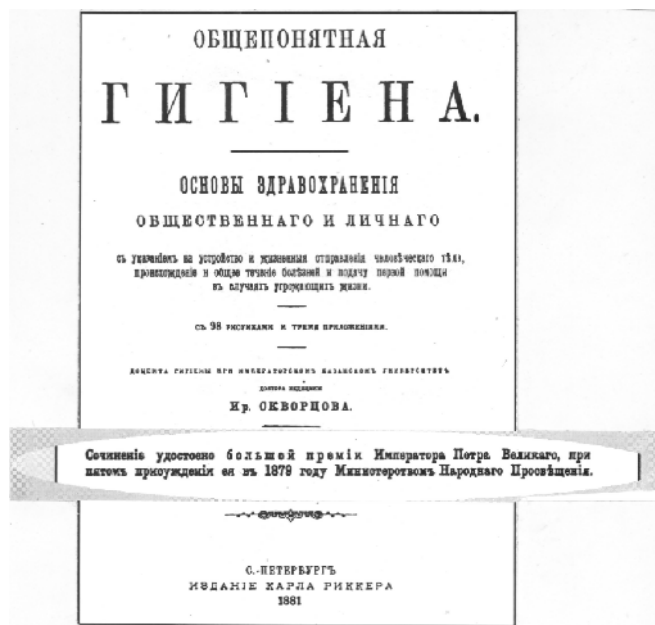 ОБЩЕПОНЯТНАЯ
ГИГІЕНА.
ОСНОВЫ ЗДРАВОХРАНЕНІЯ
ОБЩЕСТВЕННАГО И ЛИЧНАГО
съ указаніемъ на устройство и жизненныя отправленія человѣческаго тѣла,
происхожденіе и общее теченіе болѣзней и подачу первой помощи
въ случаяхъ угрожающихъ жизни.
СЪ 98 РИСУНКАМИ И ТРЕМЯ ПРИЛОЖЕНІЯМИ.
ДОЦЕНТА ГИГІЕНЫ ПРИ ИМПЕРАТОРСКОМЪ КАЗАНСКОМЪ УНИВЕРСИТЕТѢ
ДОКТОРА МЕДИЦИНЫ
Ир. СКВОРЦОВА.
Сочиненіе удостоено большой преміи Императора Петра Великаго, при
пятомъ присужденіи ея въ 1879 году Министерствомъ Народнаго Просвѣщенія.
С.-ПЕТЕРБУРГЪ
ИЗДАНІЕ КАРЛА РИККЕРА
1881